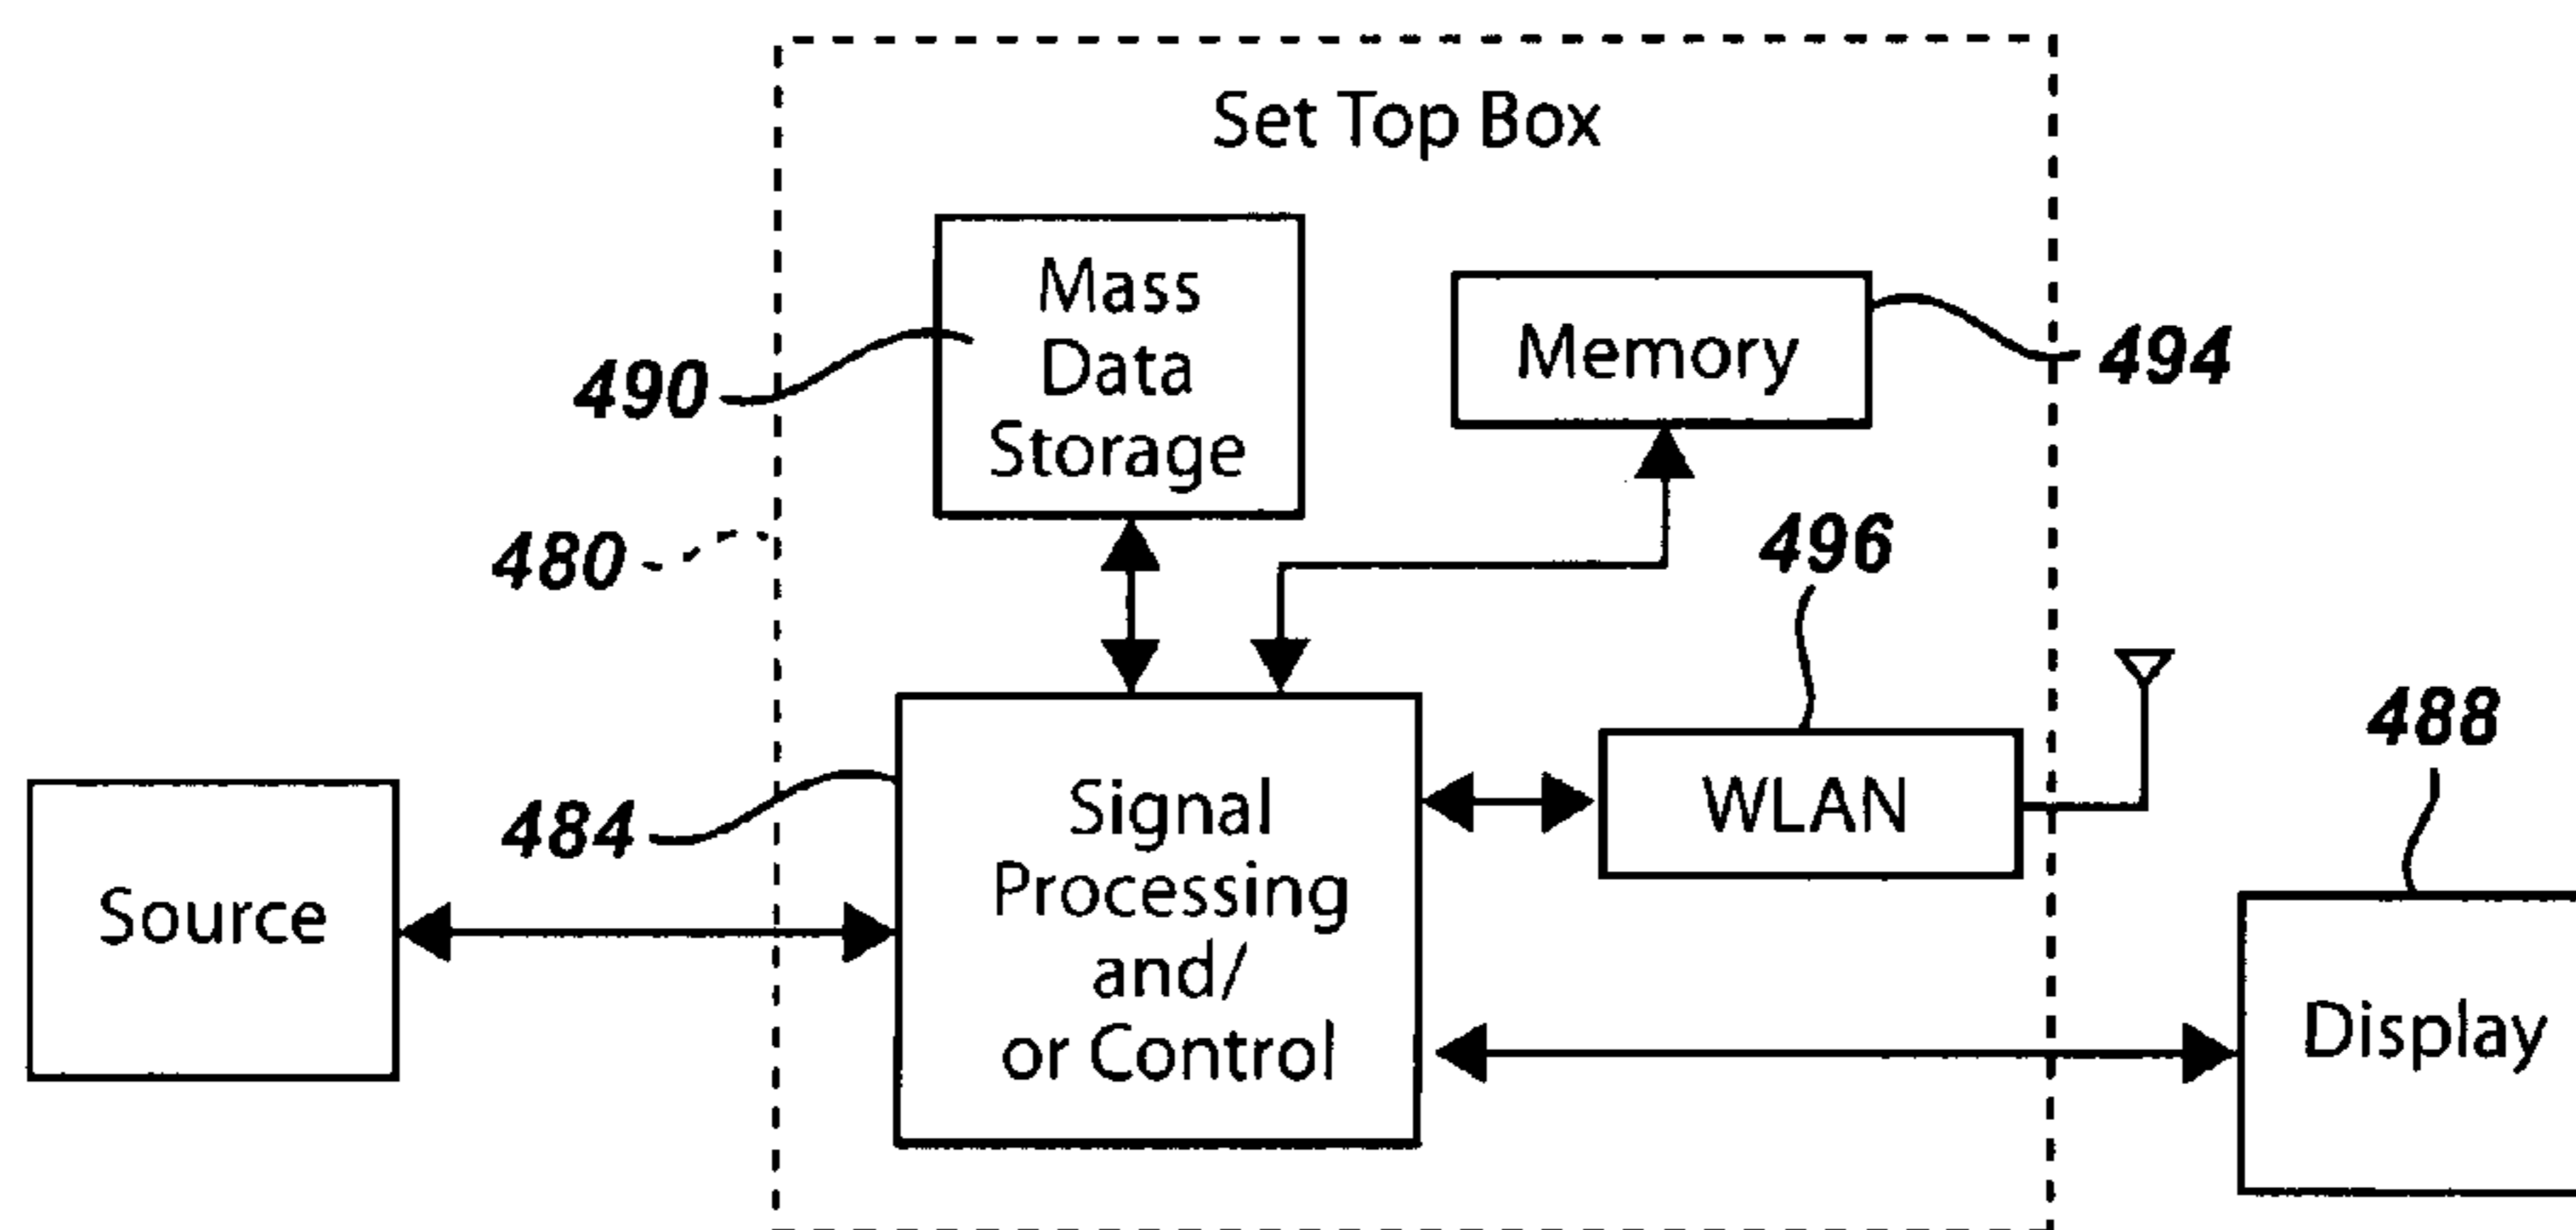 Set Top Box
Mass
Data
Storage
490
Memory
494
480
496
488
484
Signal
Processing
and/
or Control
WLAN
Source
Display